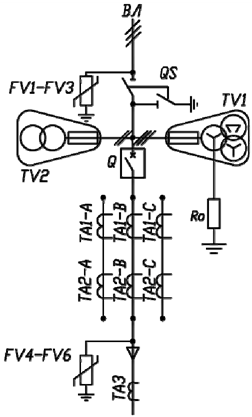 ВЛ
QS
FV1-FV3
TV1
TV2
Q
Ro
TA1-A
TA1-B
TA1-C
TA2-A
TA2-B
TA2-C
FV4-FV6
TA3